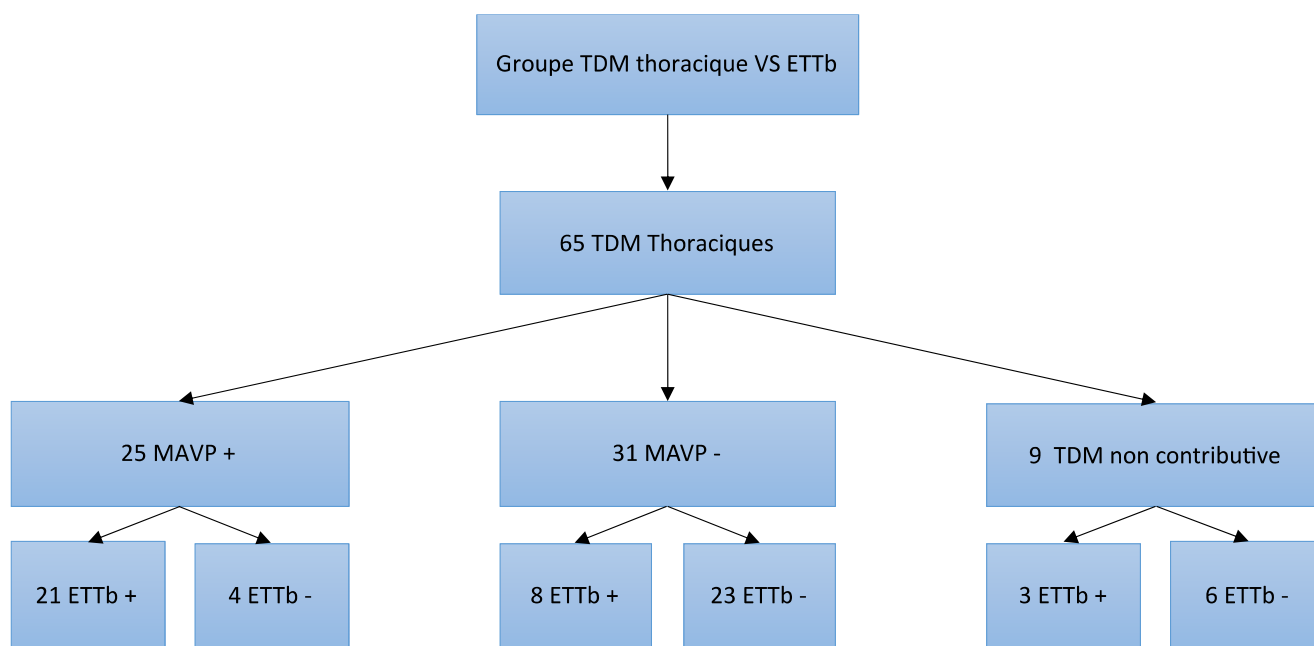 Groupe TDM thoracique VS ETTb
65 TDM Thoraciques
25 MAVP +
31 MAVP -
9 TDM non contributive
21 ETTb +
4 ETTb -
8 ETTb +
23 ETTb -
3 ETTb +
6 ETTb -